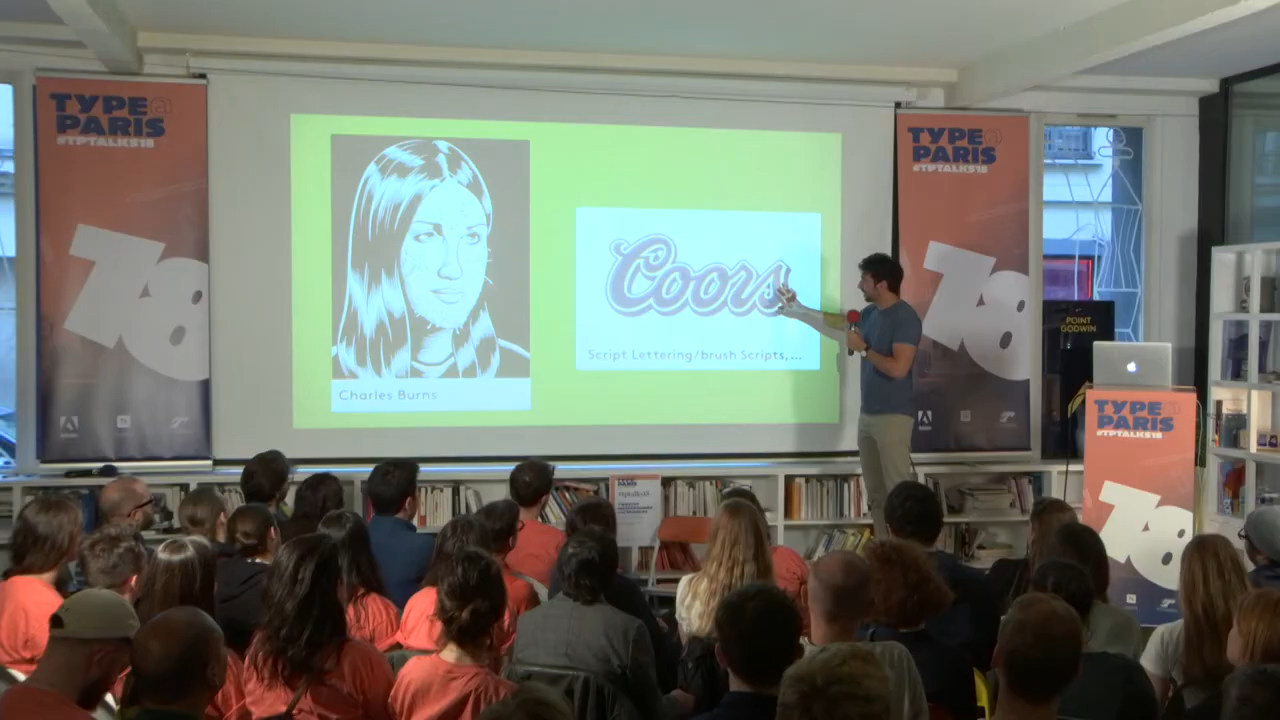 TYPE@
PARIS
#TPTALKS18
18
Charles Burns
Coors
Script Lettering/brush Scripts,...
TYPE@
PARIS
#TPTALKS18
18
POINT
GODWIN
TYPE@
PARIS
#TPTALKS18
18